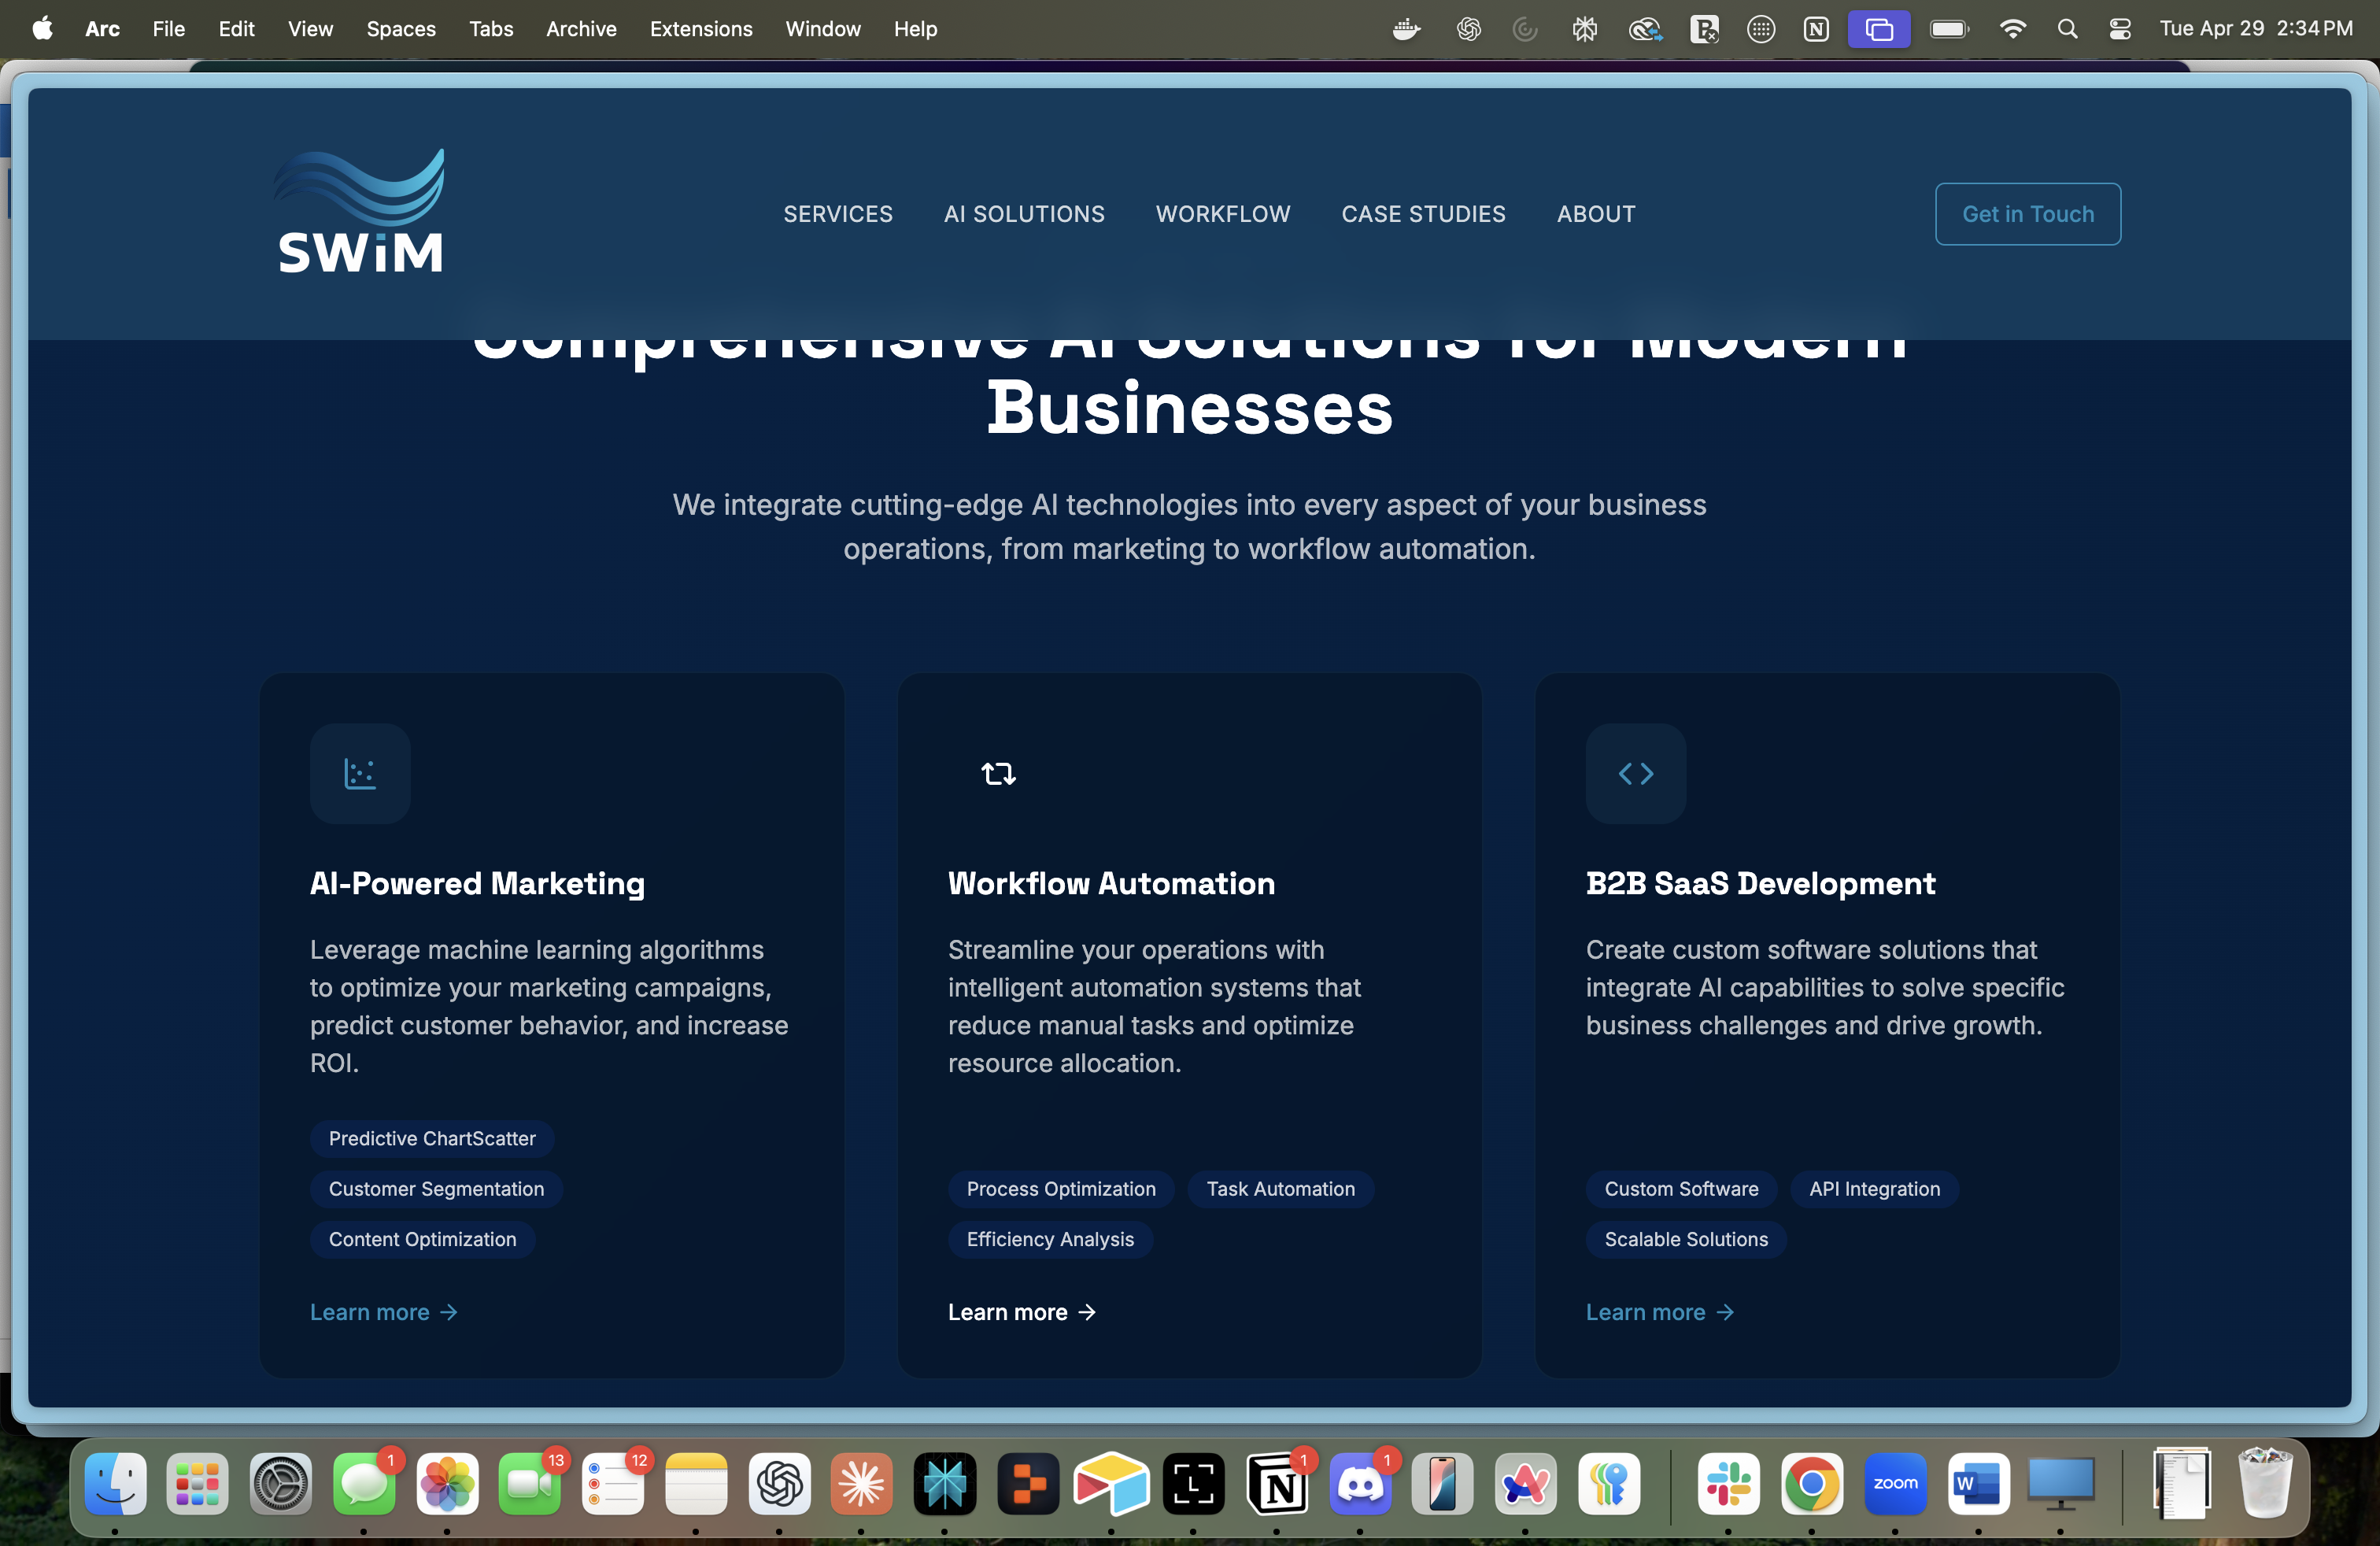 Arc File Edit View Spaces Tabs Archive Extensions Window Help Tue Apr 29 2:34 PM
SWiM
SERVICES AI SOLUTIONS WORKFLOW CASE STUDIES ABOUT
Get in Touch
Comprehensive AI Solutions for Modern
Businesses
We integrate cutting-edge AI technologies into every aspect of your business
operations, from marketing to workflow automation.
AI-Powered Marketing
Leverage machine learning algorithms
to optimize your marketing campaigns,
predict customer behavior, and increase
ROI.
Predictive ChartScatter
Customer Segmentation
Content Optimization
Learn more →
Workflow Automation
Streamline your operations with
intelligent automation systems that
reduce manual tasks and optimize
resource allocation.
Process Optimization Task Automation
Efficiency Analysis
Learn more →
B2B SaaS Development
Create custom software solutions that
integrate AI capabilities to solve specific
business challenges and drive growth.
Custom Software API Integration
Scalable Solutions
Learn more →
1 13 12 1 1
zoom
W